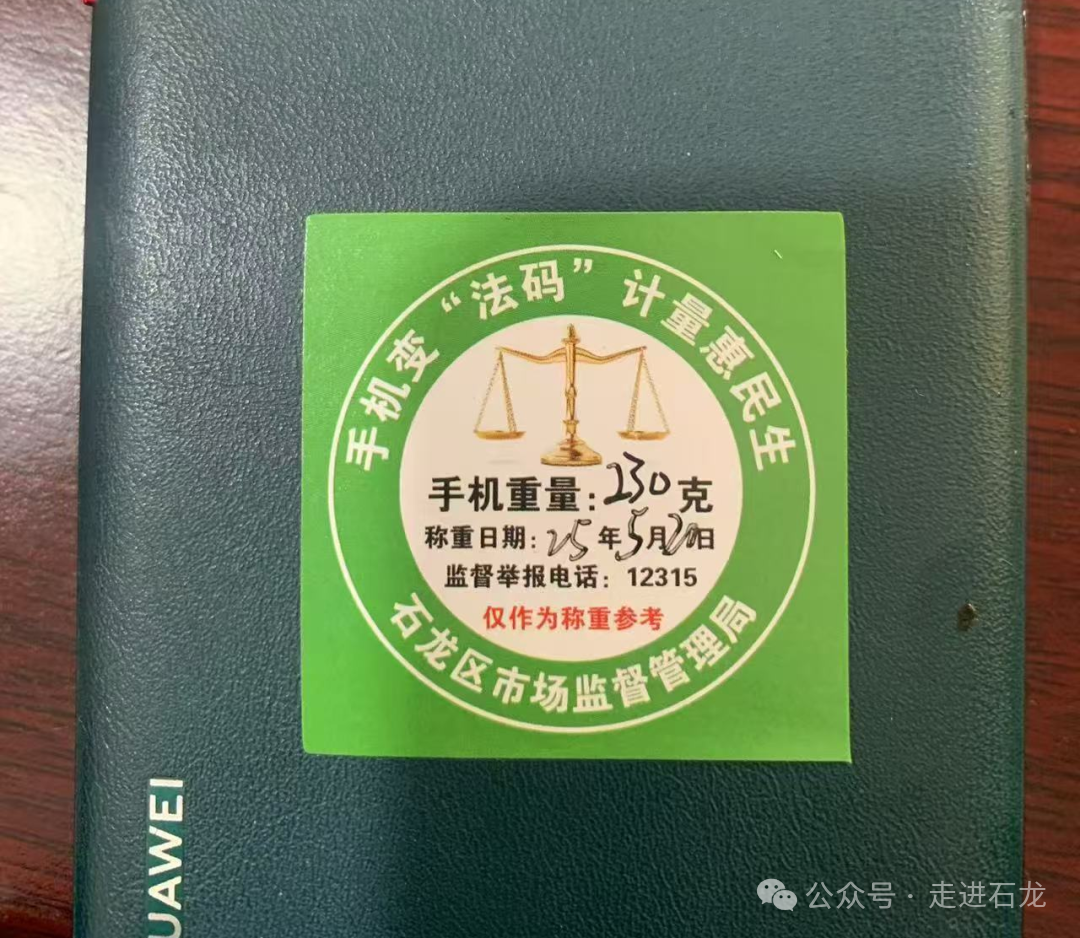 手机变“法码”计量惠民生
手机重量：230克
称重日期：25年5月20日
监督举报电话：12315
仅作为称重参考
石龙区市场监督管理局
UAWEI
公众号·走进石龙